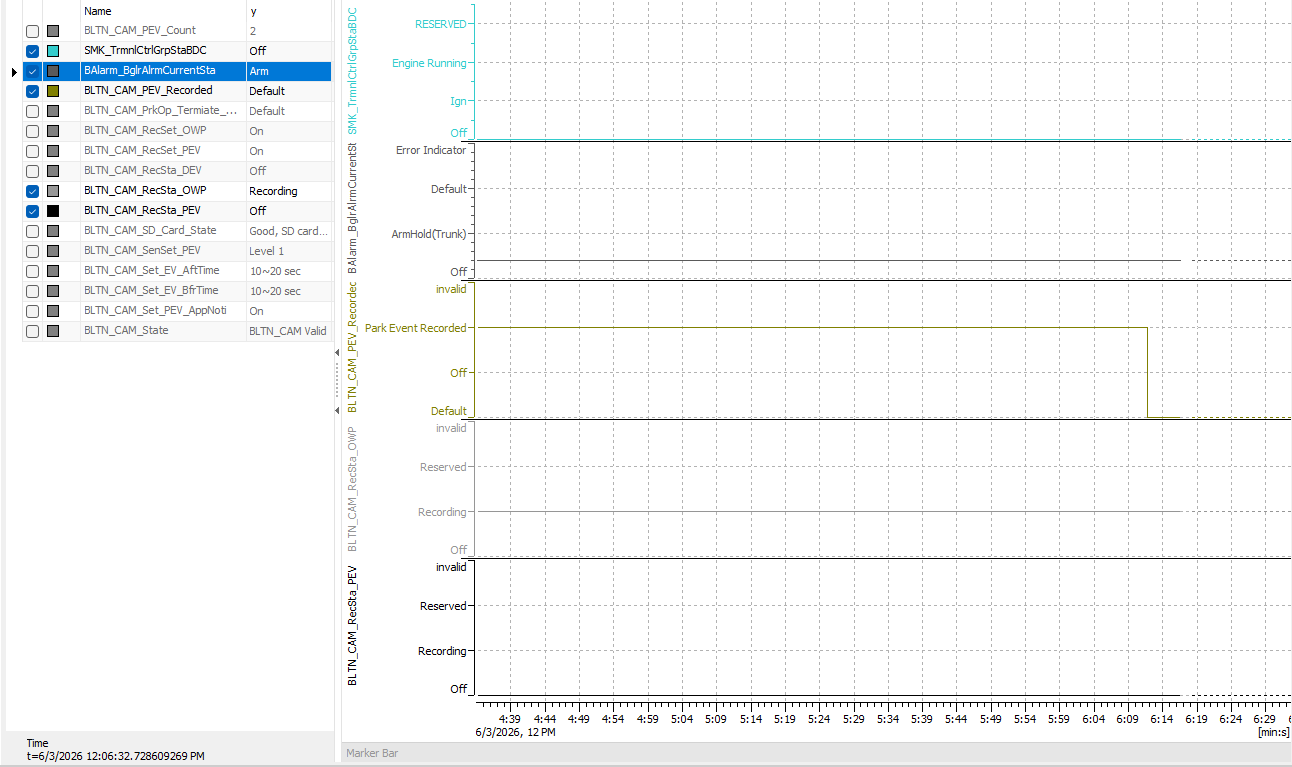 Name y
BLTN_CAM_PEV_Count 2
SMK_TrmnlCtrlGrpStaBDC Off
BAlarm_BglrAlrmCurrentSta Arm
BLTN_CAM_PEV_Recorded Default
BLTN_CAM_PrkOp_Termiate_... Default
BLTN_CAM_RecSet_OWP On
BLTN_CAM_RecSet_PEV On
BLTN_CAM_RecSta_DEV Off
BLTN_CAM_RecSta_OWP Recording
BLTN_CAM_RecSta_PEV Off
BLTN_CAM_SD_Card_State Good, SD card...
BLTN_CAM_SenSet_PEV Level 1
BLTN_CAM_Set_EV_AftTime 10~20 sec
BLTN_CAM_Set_EV_BfrTime 10~20 sec
BLTN_CAM_Set_PEV_AppNoti On
BLTN_CAM_State BLTN_CAM Valid
Time
t=6/3/2026 12:06:32.728609269 PM
SMK_TrmnlCtrlGrpStaBDC
RESERVED
Engine Running
Ign
Off
BAlarm_BglrAlrmCurrentSt
Error Indicator
Default
ArmHold(Trunk)
Off
BLTN_CAM_PEV_Recordec
invalid
Park Event Recorded
Off
Default
BLTN_CAM_RecSta_OWP
invalid
Reserved
Recording
Off
BLTN_CAM_RecSta_PEV
invalid
Reserved
Recording
Off
4:39 4:44 4:49 4:54 4:59 5:04 5:09 5:14 5:19 5:24 5:29 5:34 5:39 5:44 5:49 5:54 5:59 6:04 6:09 6:14 6:19 6:24 6:29
6/3/2026, 12 PM [min:s]
Marker Bar